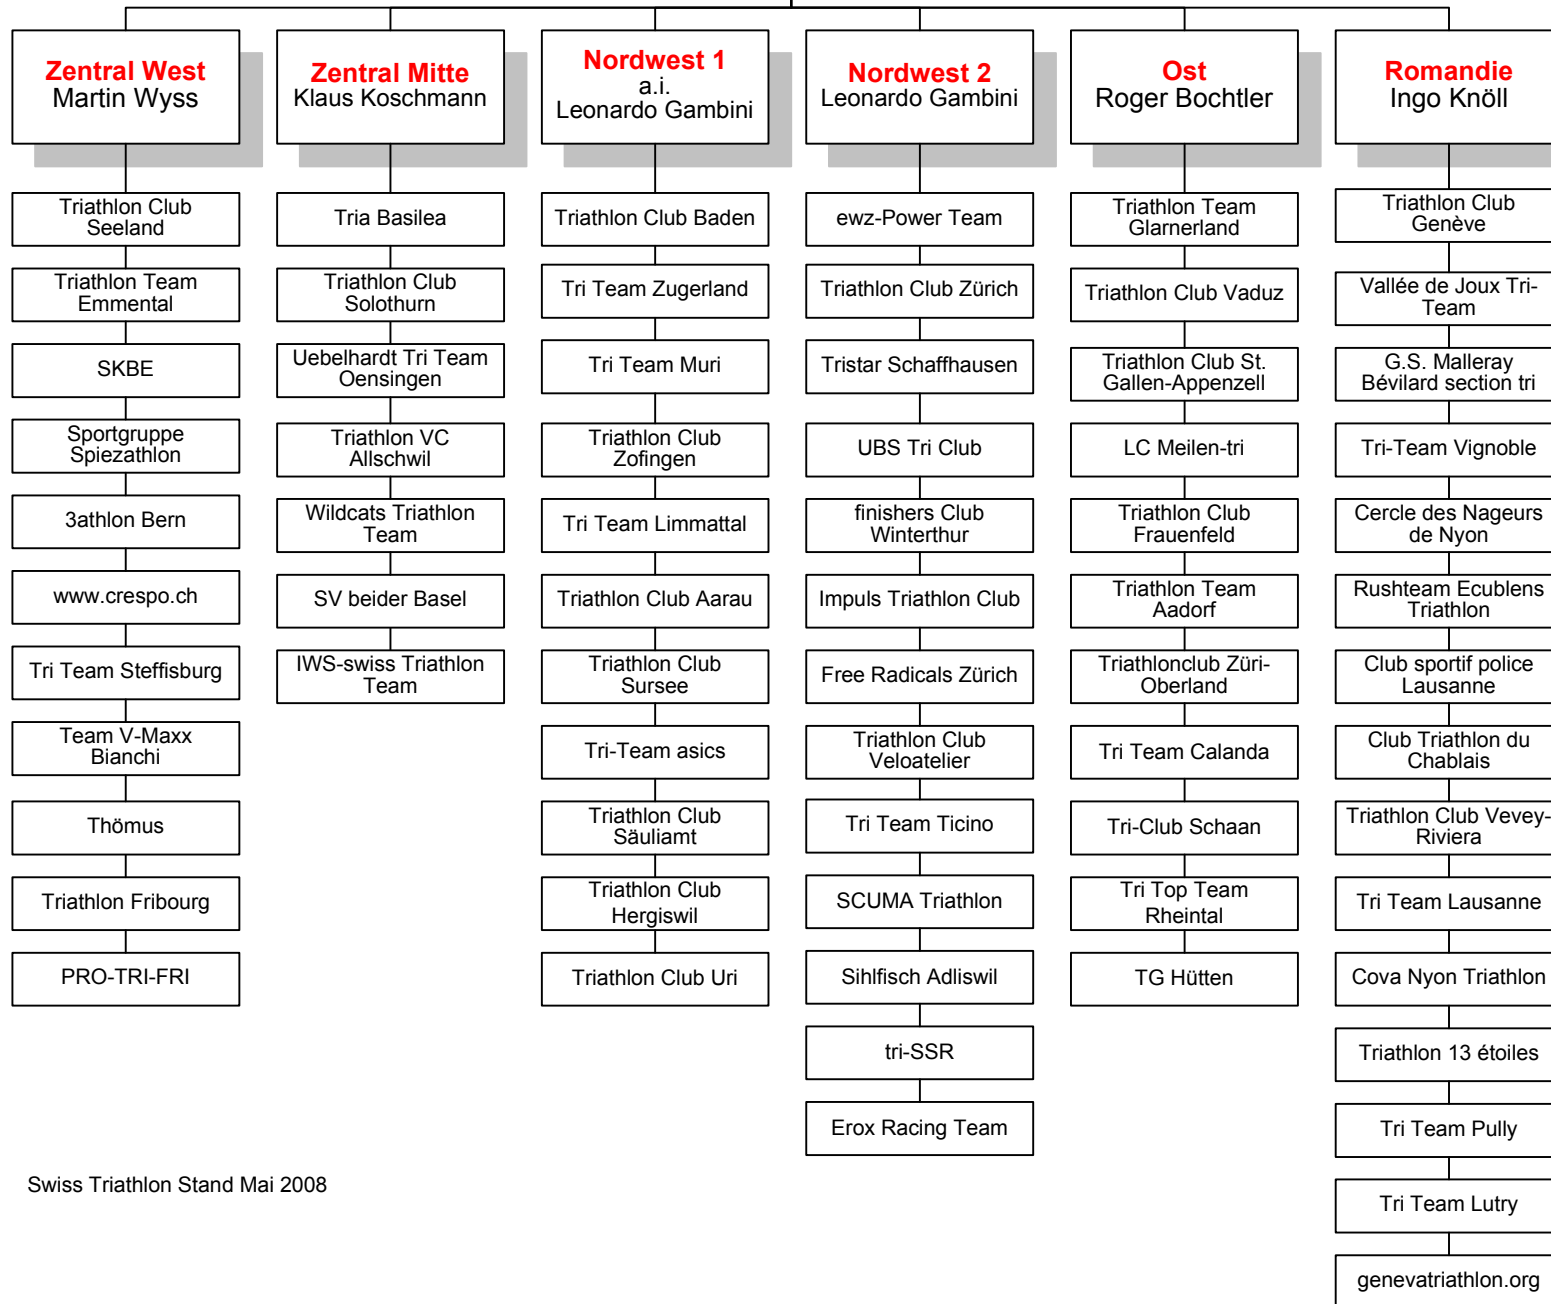 Zentral West
Martin Wyss
Triathlon Club
Seeland
Triathlon Team
Emmental
SKBE
Sportgruppe
Spiezathlon
3athlon Bern
www.crespo.ch
Tri Team Steffisburg
Team V-Maxx
Bianchi
Thömus
Triathlon Fribourg
PRO-TRI-FRI
Zentral Mitte
Klaus Koschmann
Tria Basilea
Triathlon Club
Solothurn
Uebelhardt Tri Team
Oensingen
Triathlon VC
Allschwil
Wildcats Triathlon
Team
SV beider Basel
IWS-swiss Triathlon
Team
Nordwest 1
a.i.
Leonardo Gambini
Triathlon Club Baden
Tri Team Zugerland
Tri Team Muri
Triathlon Club
Zofingen
Tri Team Limmattal
Triathlon Club Aarau
Triathlon Club
Sursee
Tri-Team asics
Triathlon Club
Säuliamt
Triathlon Club
Hergiswil
Triathlon Club Uri
Nordwest 2
Leonardo Gambini
ewz-Power Team
Triathlon Club Zürich
Tristar Schaffhausen
UBS Tri Club
finishers Club
Winterthur
Impuls Triathlon Club
Free Radicals Zürich
Triathlon Club
Veloatelier
Tri Team Ticino
SCUMA Triathlon
Sihlfisch Adliswil
tri-SSR
Erox Racing Team
Ost
Roger Bochtler
Triathlon Team
Glarnerland
Triathlon Club Vaduz
Triathlon Club St.
Gallen-Appenzell
LC Meilen-tri
Triathlon Club
Frauenfeld
Triathlon Team
Aadorf
Triathlonclub Züri-
Oberland
Tri Team Calanda
Tri-Club Schaan
Tri Top Team
Rheintal
TG Hütten
Romandie
Ingo Knöll
Triathlon Club
Genève
Vallée de Joux Tri-
Team
G.S. Malleray
Bévilard section tri
Tri-Team Vignoble
Cercle des Nageurs
de Nyon
Rushteam Ecublens
Triathlon
Club sportif police
Lausanne
Club Triathlon du
Chablais
Triathlon Club Vevey-
Riviera
Tri Team Lausanne
Cova Nyon Triathlon
Triathlon 13 étoiles
Tri Team Pully
Tri Team Lutry
genevatriathlon.org
Swiss Triathlon Stand Mai 2008